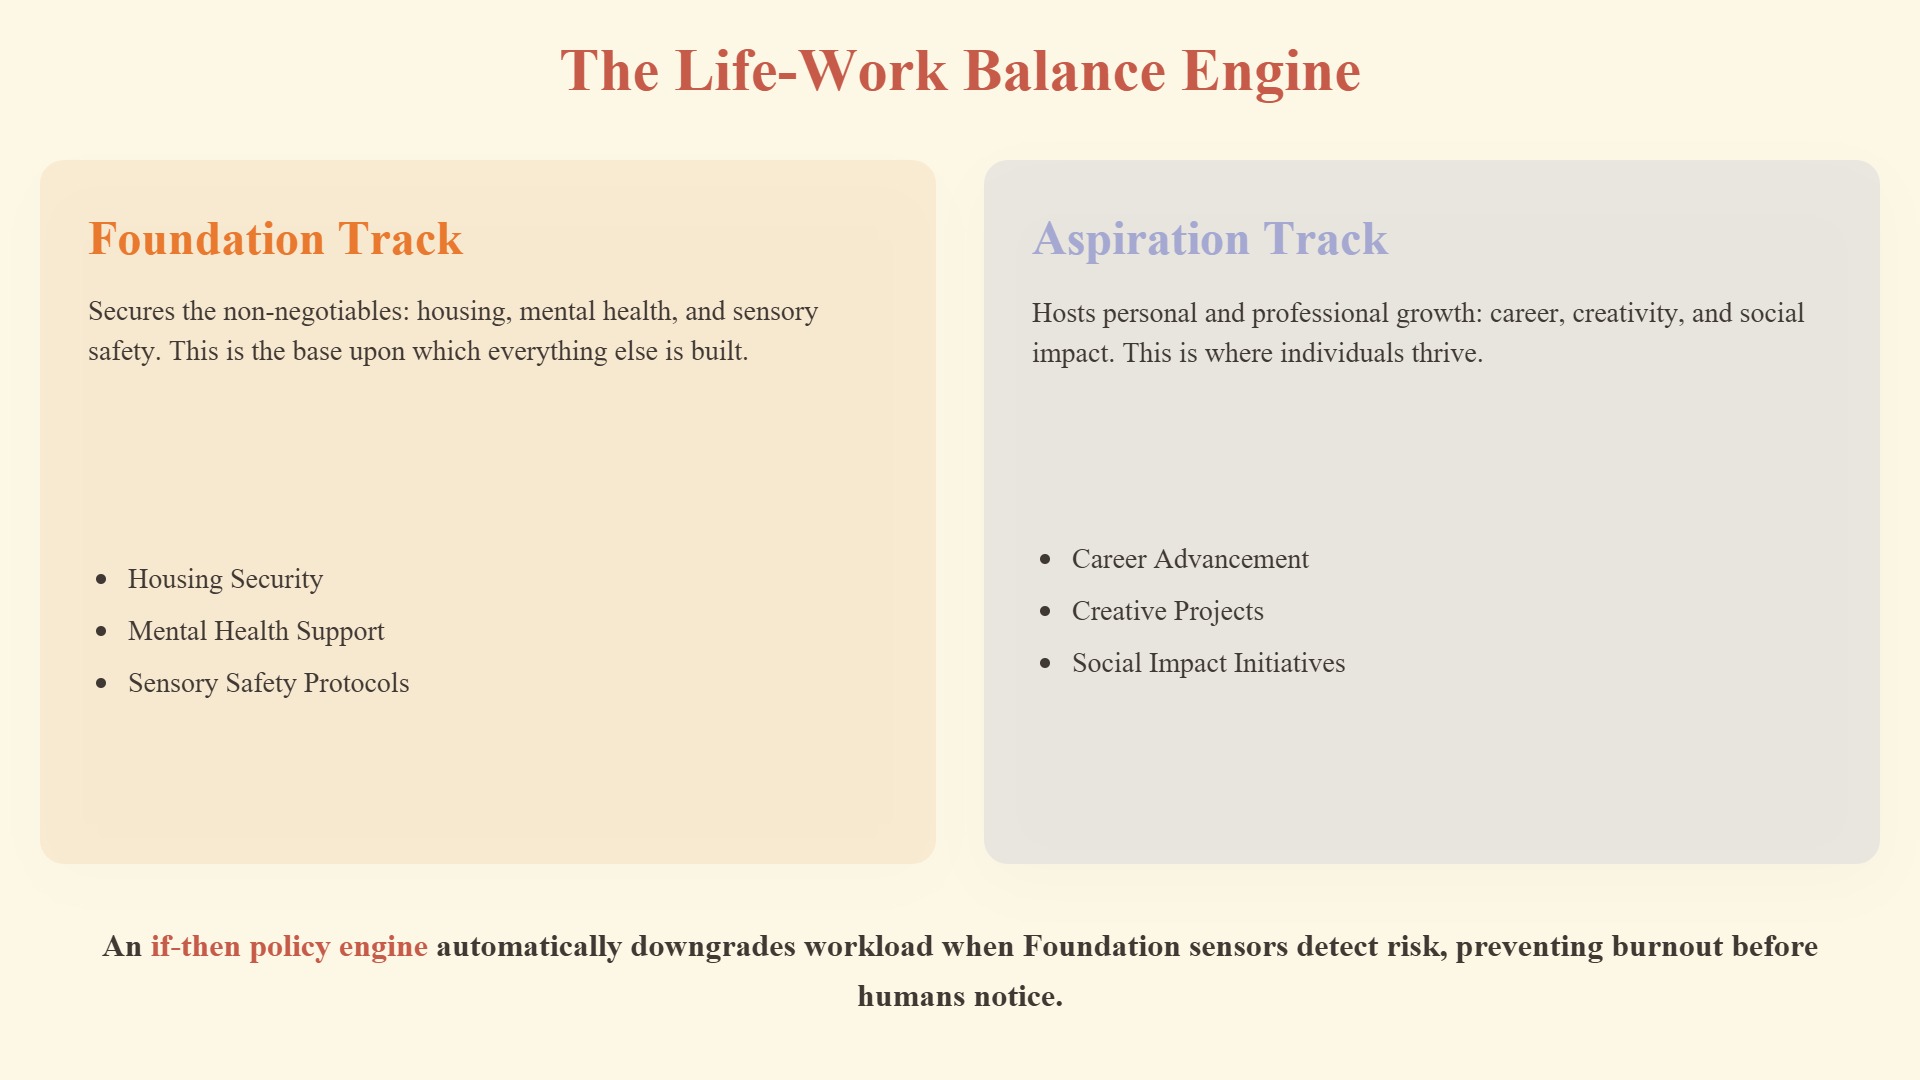 The Life-Work Balance Engine
Foundation Track
Secures the non-negotiables: housing, mental health, and sensory
safety. This is the base upon which everything else is built.
• Housing Security
• Mental Health Support
• Sensory Safety Protocols
Aspiration Track
Hosts personal and professional growth: career, creativity, and social
impact. This is where individuals thrive.
• Career Advancement
• Creative Projects
• Social Impact Initiatives
An if-then policy engine automatically downgrades workload when Foundation sensors detect risk, preventing burnout before
humans notice.